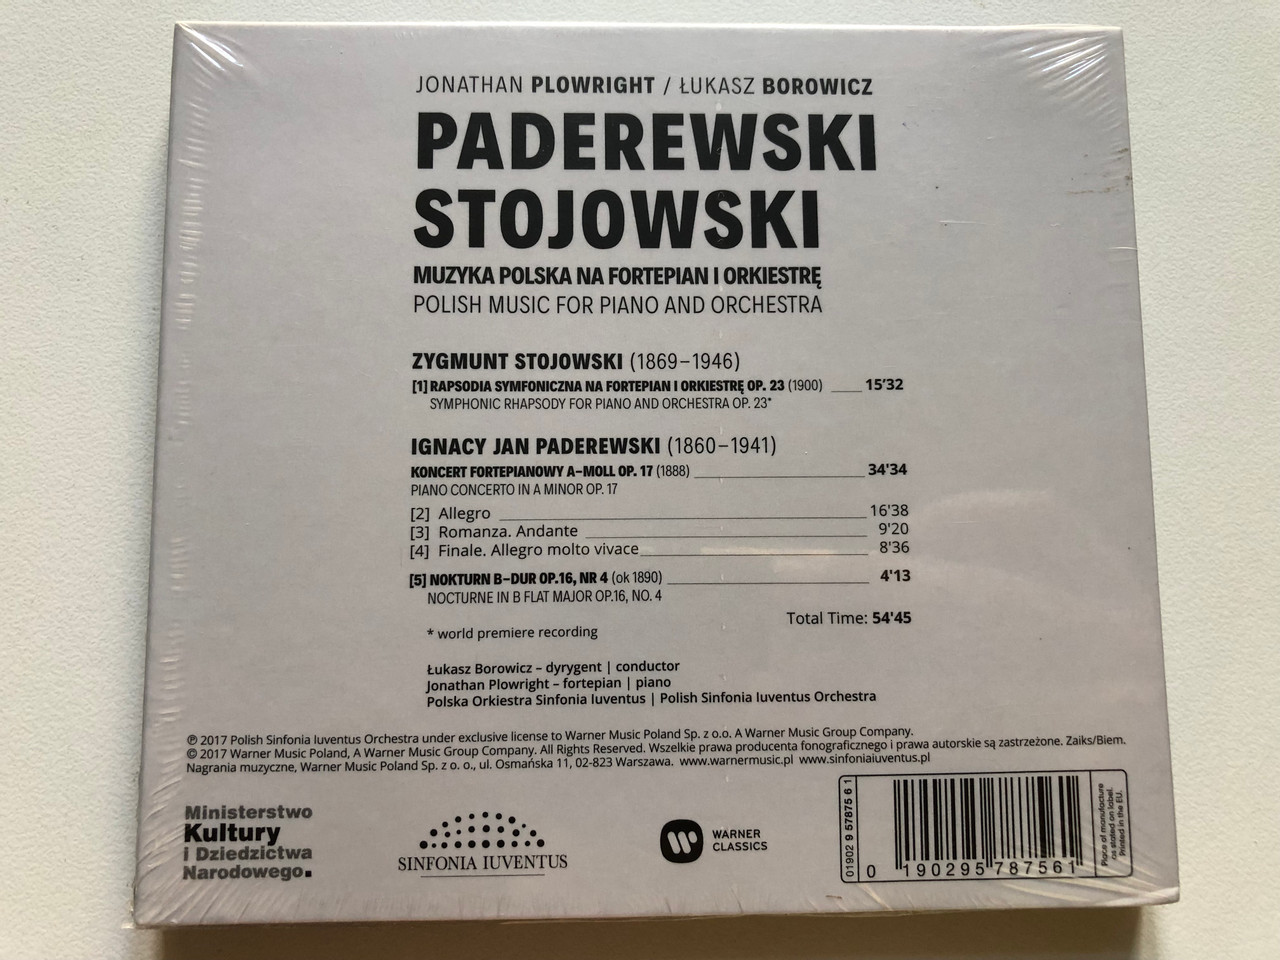 JONATHAN PLOWRIGHT / ŁUKASZ BOROWICZ
PADEREWSKI
STOJOWSKI
MUZYKA POLSKA NA FORTEPIAN I ORKIESTRĘ
POLISH MUSIC FOR PIANO AND ORCHESTRA
ZYGMUNT STOJOWSKI (1869–1946)
[1] RAPSODIA SYMFONICZNA NA FORTEPIAN I ORKIESTRĘ OP. 23 (1900) 15'32
SYMPHONIC RHAPSODY FOR PIANO AND ORCHESTRA OP. 23*
IGNACY JAN PADEREWSKI (1860–1941)
KONCERT FORTEPIANOWY A–MOLL OP. 17 (1888) 34'34
PIANO CONCERTO IN A MINOR OP. 17
[2] Allegro 16'38
[3] Romanza. Andante 9'20
[4] Finale. Allegro molto vivace 8'36
[5] NOKTURN B–DUR OP.16, NR 4 (ok 1890) 4'13
NOCTURNE IN B FLAT MAJOR OP.16, NO. 4
Total Time: 54'45
* world premiere recording
Łukasz Borowicz – dyrygent | conductor
Jonathan Plowright – fortepian | piano
Polska Orkiestra Sinfonia Iuventus | Polish Sinfonia Iuventus Orchestra
℗ 2017 Polish Sinfonia Iuventus Orchestra under exclusive license to Warner Music Poland Sp. z o.o. A Warner Music Group Company.
© 2017 Warner Music Poland, A Warner Music Group Company. All Rights Reserved. Wszelkie prawa producenta fonograficznego i prawa autorskie są zastrzeżone. Zaiks/Biem.
Nagrania muzyczne, Warner Music Poland Sp. z o. o., ul. Osmańska 11, 02-823 Warszawa. www.warnermusic.pl www.sinfoniaiuventus.pl
Ministerstwo
Kultury
i Dziedzictwa
Narodowego.
SINFONIA IUVENTUS
WARNER
CLASSICS
01902 9 57875 6 1
0 190295 787561
Place of manufacture
as stated on label.
Printed in the EU.